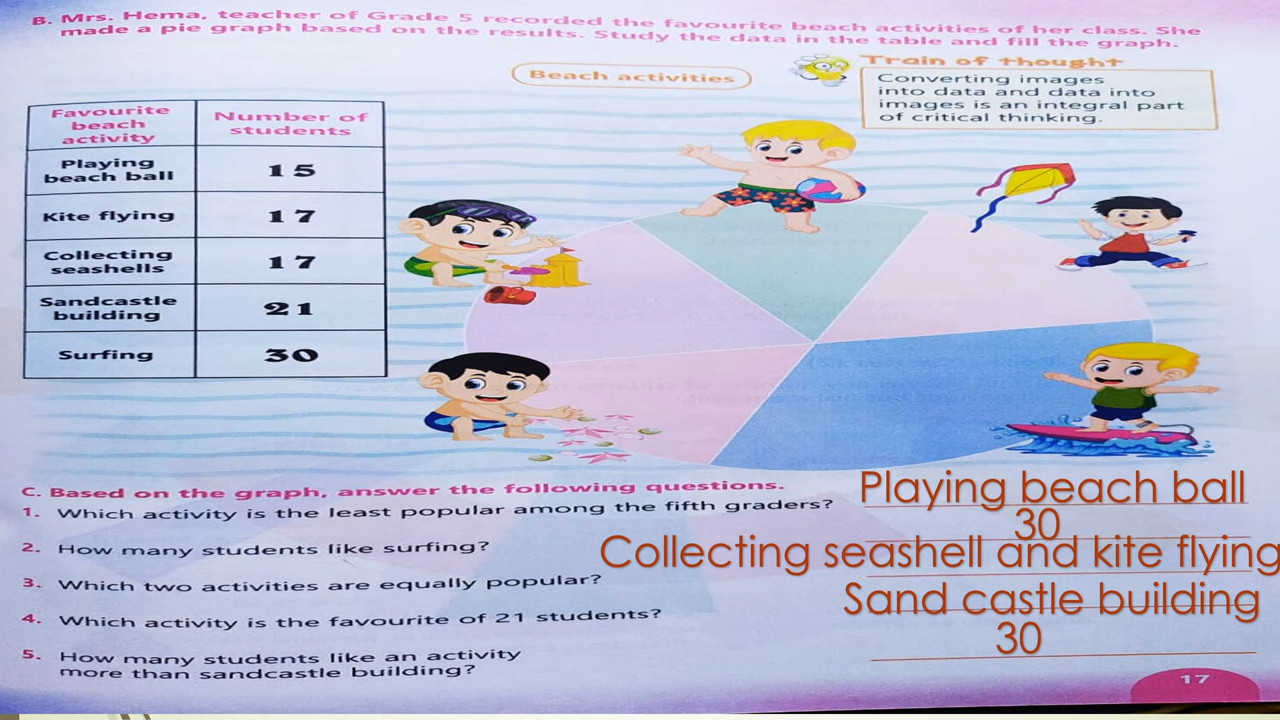 B. Mrs. Hema, teacher of Grade 5 recorded the favourite beach activities of her class. She
made a pie graph based on the results. Study the data in the table and fill the graph.
Beach activities
Train of thought
Converting images
into data and data into
images is an integral part
of critical thinking.
Favourite
beach
activity
Number of
students
Playing
beach ball
15
Kite flying
17
Collecting
seashells
17
Sandcastle
building
21
Surfing
30
C. Based on the graph, answer the following questions.
1. Which activity is the least popular among the fifth graders?
Playing beach ball
2. How many students like surfing?
30
3. Which two activities are equally popular?
Collecting seashell and kite flying
4. Which activity is the favourite of 21 students?
Sand castle building
5. How many students like an activity
more than sandcastle building?
30
17